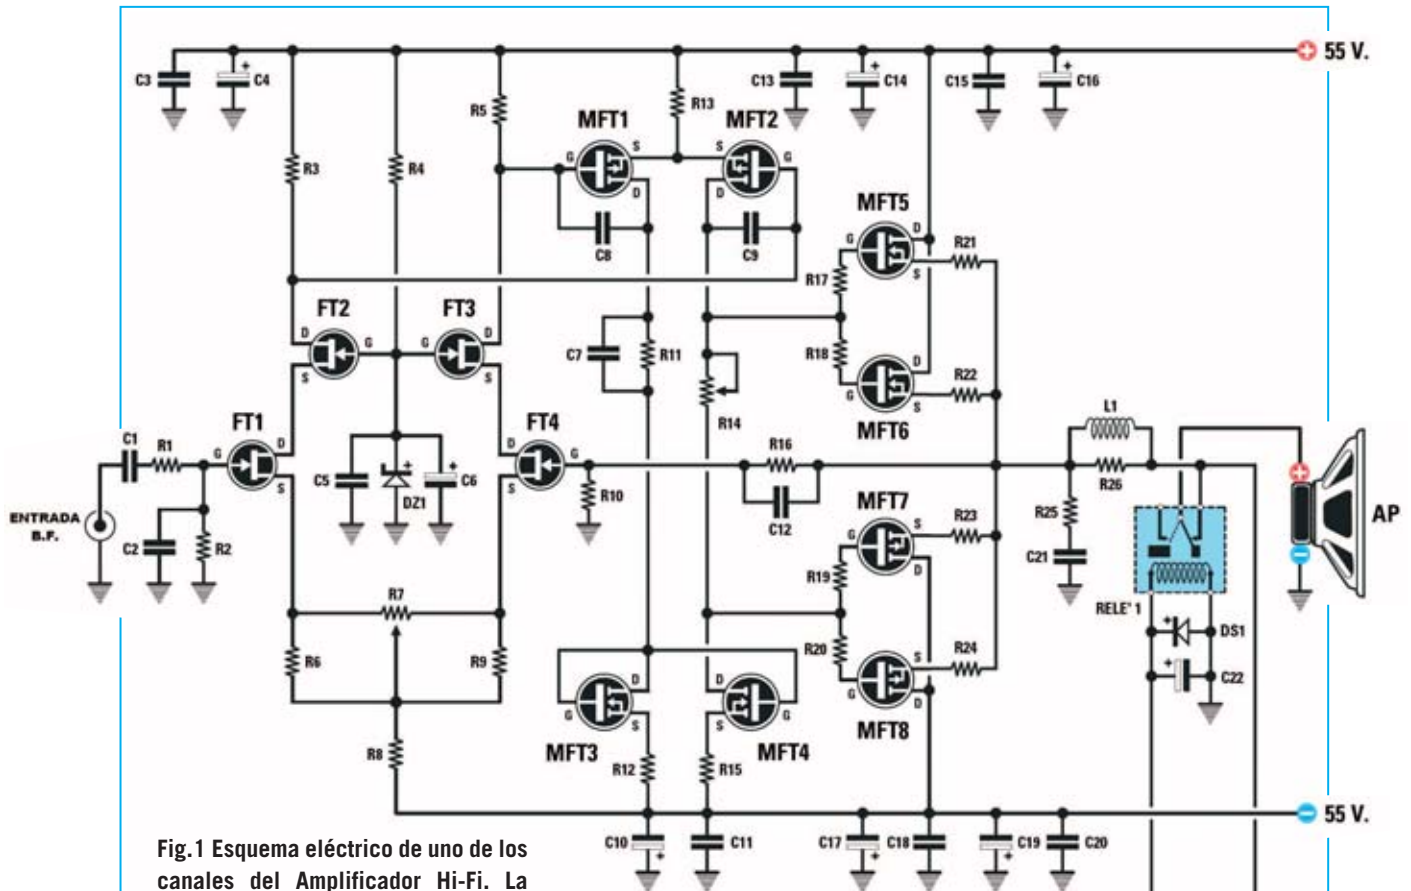 55 V.
C3
C4
R5
R13
C13
C14
C15
C16
MFT1
MFT2
G
S
S
G
D
D
R3
R4
C8
C9
MFT5
G
D
S
R21
R17
FT2
FT3
D
G
G
D
S
S
C7
R11
R18
D
R22
G
S
R14
MFT6
L1
FT1
FT4
C1
R1
G
D
S
D
G
S
R16
R26
C5
DZ1
C6
R10
C12
MFT7
ENTRADA
B.F.
C2
R2
G
S
D
R23
R25
C21
AP
R19
R7
RELE' 1
R6
R9
R20
R24
DS1
C22
G
D
S
D
S
G
G
S
D
MFT3
MFT4
MFT8
R8
R12
R15
55 V.
C10
C11
C17
C18
C19
C20
Fig.1 Esquema eléctrico de uno de los
canales del Amplificador Hi-Fi. La